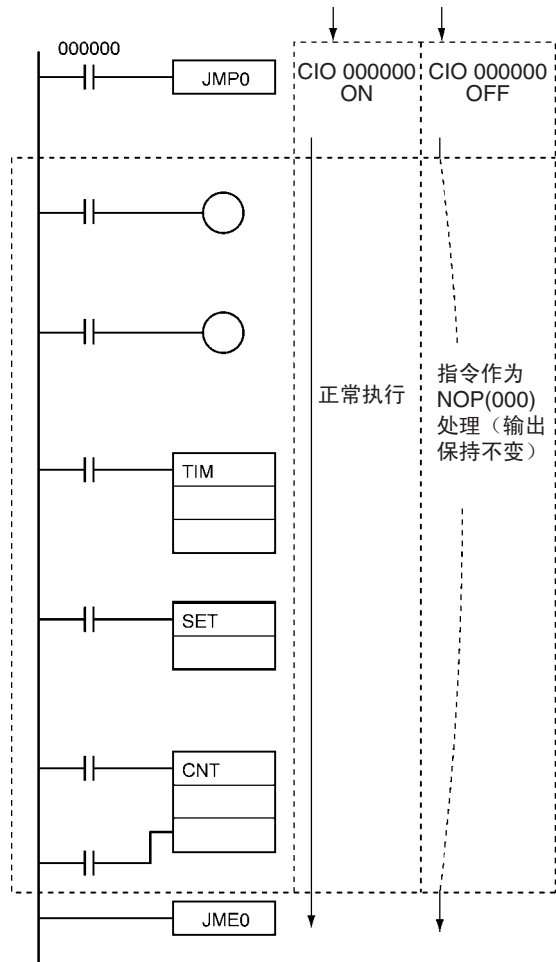 000000
JMP0
CIO 000000
ON
CIO 000000
OFF
正常执行
指令作为
NOP(000)
处理（输出
保持不变）
TIM
SET
CNT
JME0